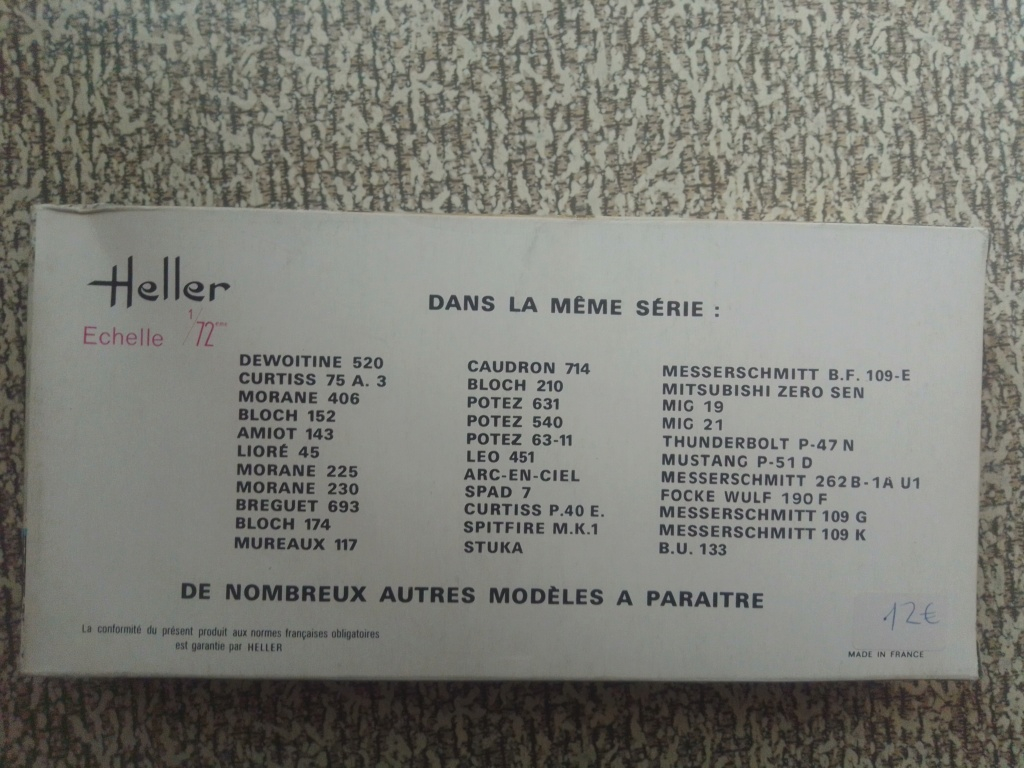 Heller
Echelle 1/72ème
DANS LA MÊME SÉRIE :
DEWOITINE 520
CURTISS 75 A. 3
MORANE 406
BLOCH 152
AMIOT 143
LIORÉ 45
MORANE 225
MORANE 230
BREGUET 693
BLOCH 174
MUREAUX 117
CAUDRON 714
BLOCH 210
POTEZ 631
POTEZ 540
POTEZ 63-11
LEO 451
ARC-EN-CIEL
SPAD 7
CURTISS P.40 E.
SPITFIRE M.K.1
STUKA
MESSERSCHMITT B.F. 109-E
MITSUBISHI ZERO SEN
MIG 19
MIG 21
THUNDERBOLT P-47 N
MUSTANG P-51 D
MESSERSCHMITT 262 B-1A U1
FOCKE WULF 190 F
MESSERSCHMITT 109 G
MESSERSCHMITT 109 K
B.U. 133
DE NOMBREUX AUTRES MODÈLES A PARAITRE
La conformité du présent produit aux normes françaises obligatoires
est garantie par HELLER
12€
MADE IN FRANCE